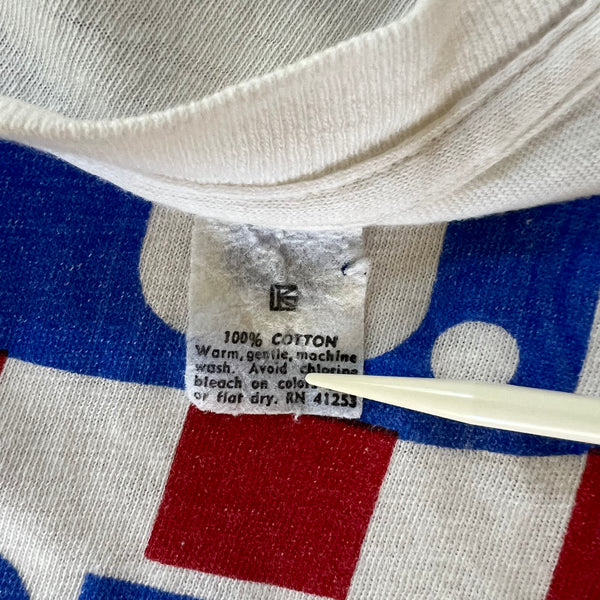 100% COTTON
Warm, gentle, machine
wash. Avoid chlorine
bleach on colors
or flat dry. RN 41253